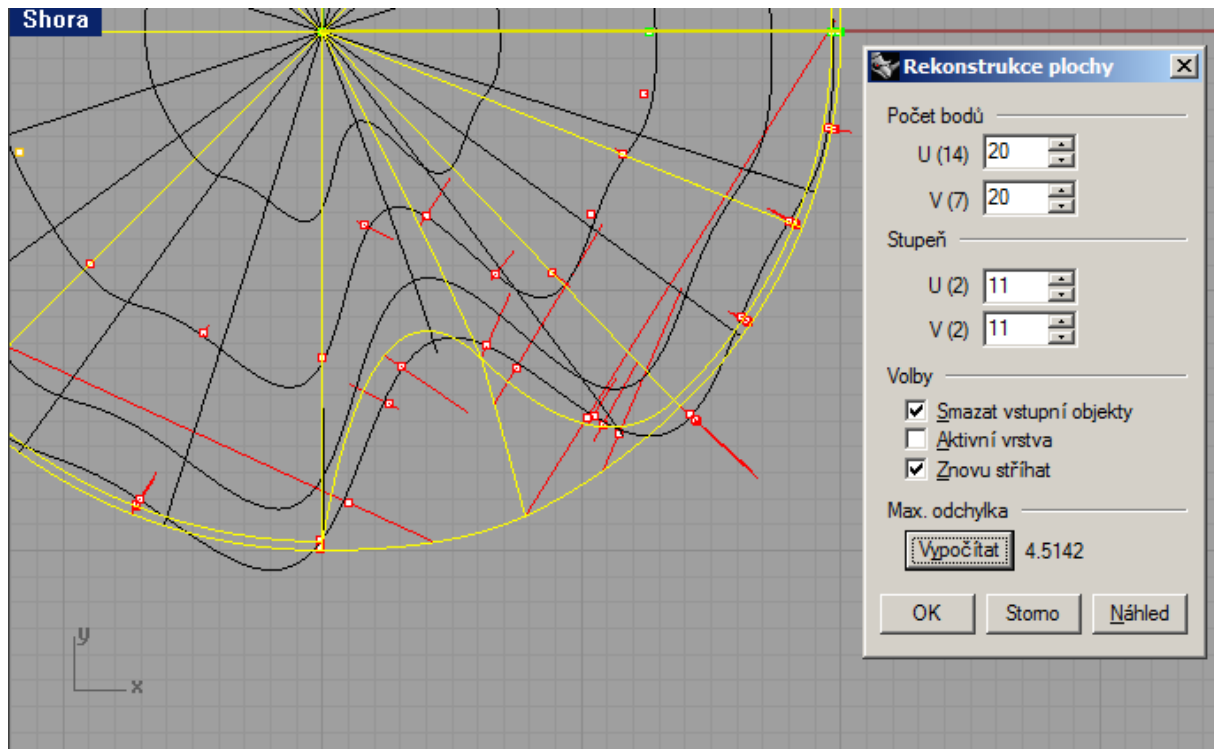 Shora
Rekonstrukce plochy
Počet bodů
U (14) 20
V (7) 20
Stupeň
U (2) 11
V (2) 11
Volby
Smazat vstupní objekty
Aktivní vrstva
Znovu stříhat
Max. odchylka
Vypočítat 4.5142
OK Storno Náhled
y
x